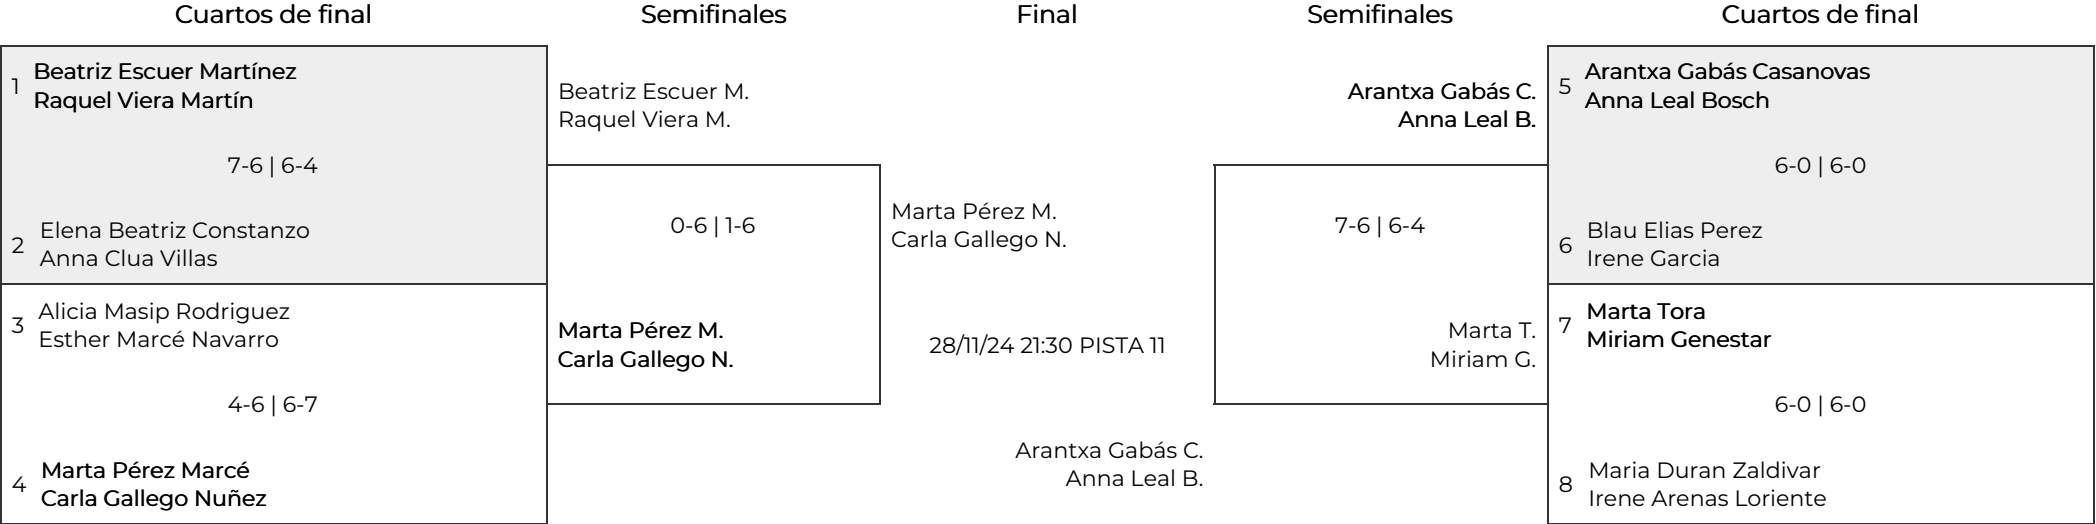 Cuartos de final
Semifinales
Final
Semifinales
Cuartos de final
1
Beatriz Escuer Martínez
Raquel Viera Martín
7-6 | 6-4
2
Elena Beatriz Constanzo
Anna Clua Villas
3
Alicia Masip Rodriguez
Esther Marcé Navarro
4-6 | 6-7
4
Marta Pérez Marcé
Carla Gallego Nuñez
Beatriz Escuer M.
Raquel Viera M.
0-6 | 1-6
Marta Pérez M.
Carla Gallego N.
Marta Pérez M.
Carla Gallego N.
28/11/24 21:30 PISTA 11
Arantxa Gabás C.
Anna Leal B.
Arantxa Gabás C.
Anna Leal B.
7-6 | 6-4
Marta T.
Miriam G.
5
Arantxa Gabás Casanovas
Anna Leal Bosch
6-0 | 6-0
6
Blau Elias Perez
Irene Garcia
7
Marta Tora
Miriam Genestar
6-0 | 6-0
8
Maria Duran Zaldivar
Irene Arenas Loriente